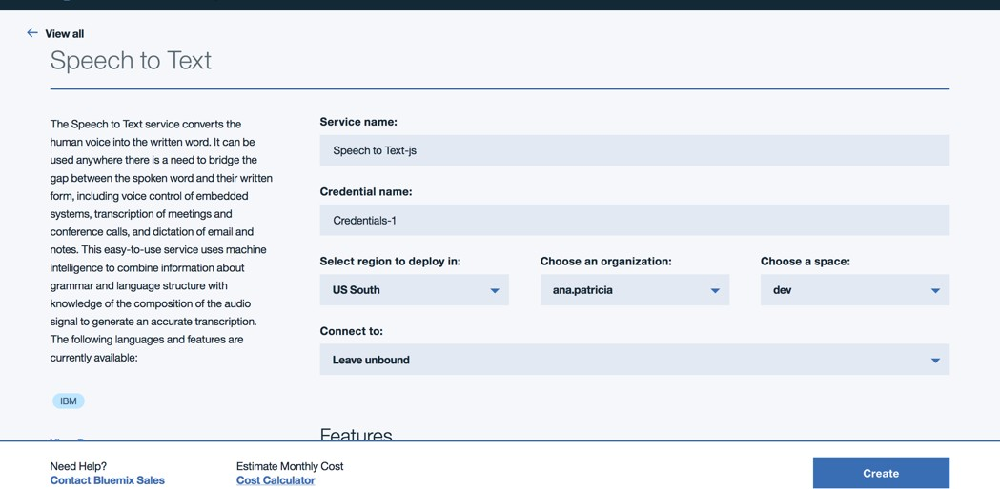 View all
Speech to Text
The Speech to Text service converts the
human voice into the written word. It can be
used anywhere there is a need to bridge the
gap between the spoken word and their written
form, including voice control of embedded
systems, transcription of meetings and
conference calls, and dictation of email and
notes. This easy-to-use service uses machine
intelligence to combine information about
grammar and language structure with
knowledge of the composition of the audio
signal to generate an accurate transcription.
The following languages and features are
currently available:
IBM
Service name:
Speech to Text-js
Credential name:
Credentials-1
Select region to deploy in:
US South
Choose an organization:
ana.patricia
Choose a space:
dev
Connect to:
Leave unbound
Features
Need Help?
Contact Bluemix Sales
Estimate Monthly Cost
Cost Calculator
Create